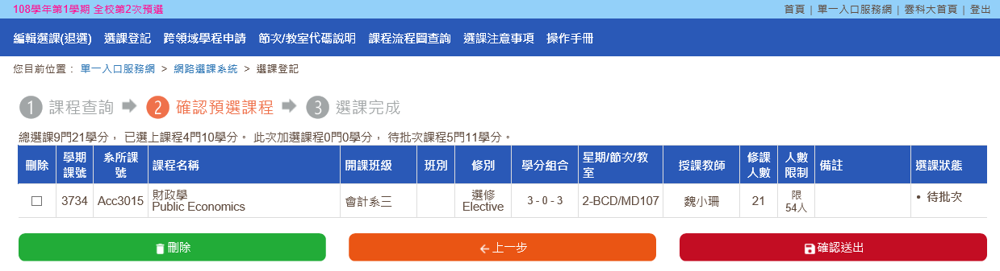 108學年第1學期 全校第2次預選
首頁 | 單一入口服務網 | 雲科大首頁 | 登出
編輯選課(退選) 選課登記 跨領域學程申請 節次/教室代碼說明 課程流程圖查詢 選課注意事項 操作手冊
您目前位置： 單一入口服務網 > 網路選課系統 > 選課登記
1 課程查詢 2 確認預選課程 3 選課完成
總選課9門21學分， 已選上課程4門10學分。 此次加選課程0門0學分， 待批次課程5門11學分。
刪除 學期課號 系所課號 課程名稱 開課班級 班別 修別 學分組合 星期/節次/教室 授課教師 修課人數 人數限制 備註 選課狀態
3734 Acc3015 財政學 Public Economics 會計系三 選修 Elective 3 - 0 - 3 2-BCD/MD107 魏小珊 21 限54人 • 待批次
刪除 上一步 確認送出